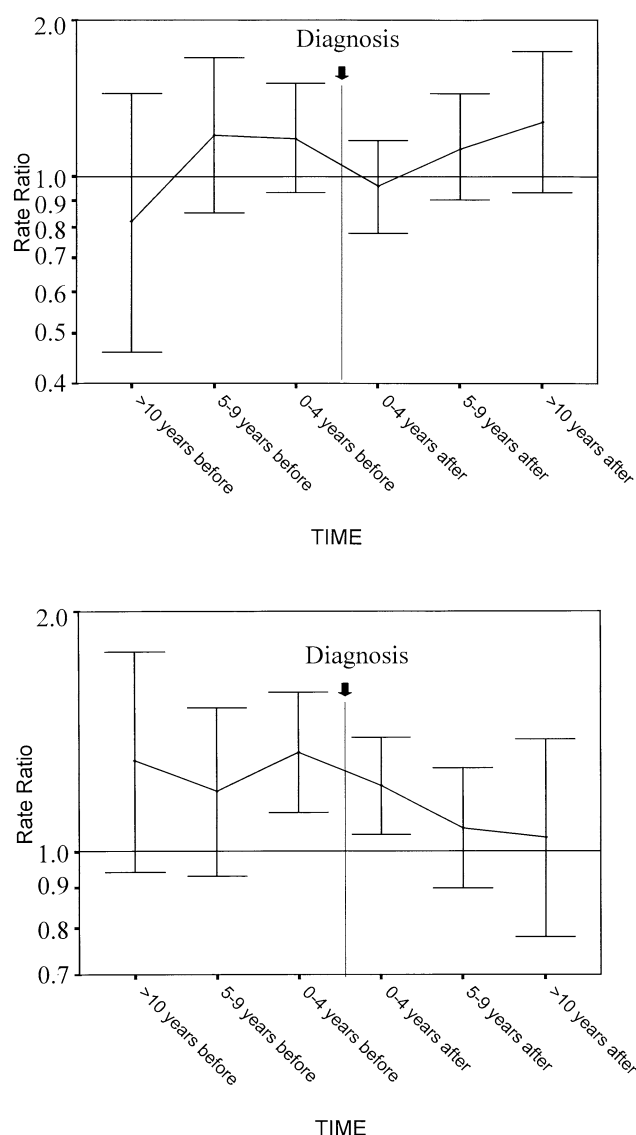 2.0
Diagnosis
Rate Ratio
1.0
0.9
0.8
0.7
0.6
0.5
0.4
>10 years before
5-9 years before
0-4 years before
0-4 years after
5-9 years after
>10 years after
TIME
2.0
Diagnosis
Rate Ratio
1.0
0.9
0.8
0.7
>10 years before
5-9 years before
0-4 years before
0-4 years after
5-9 years after
>10 years after
TIME